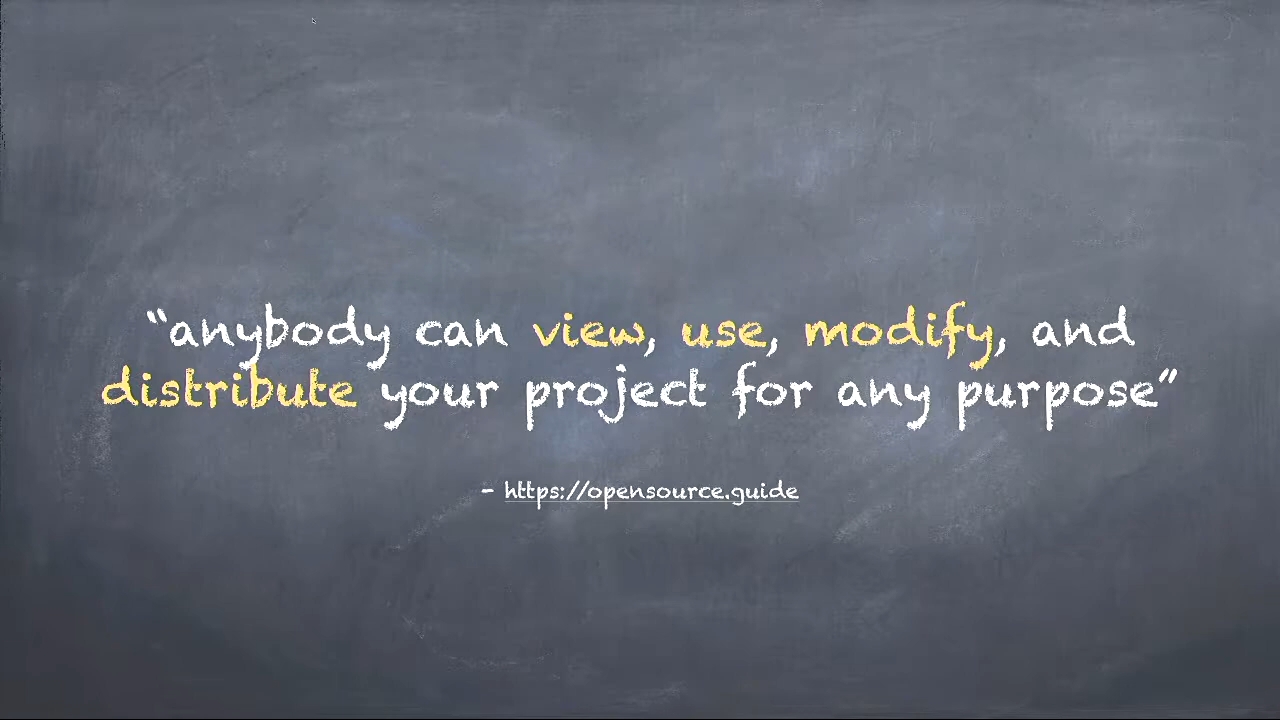 “anybody can view, use, modify, and
distribute your project for any purpose”
- https://opensource.guide